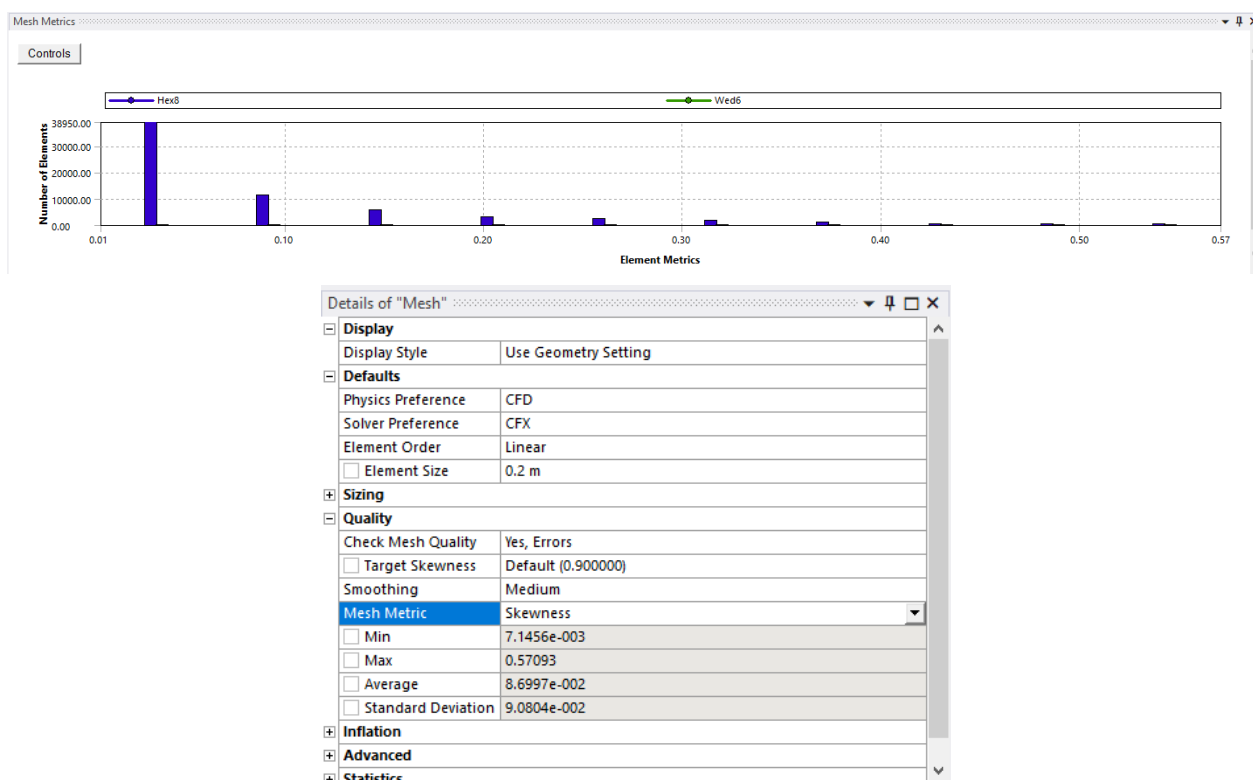 Mesh Metrics
Controls
Hex8 Wed6
38950.00
30000.00
20000.00
10000.00
0.00
Number of Elements
0.01 0.10 0.20 0.30 0.40 0.50 0.57
Element Metrics
Details of "Mesh"
Display
Display Style Use Geometry Setting
Defaults
Physics Preference CFD
Solver Preference CFX
Element Order Linear
Element Size 0.2 m
Sizing
Quality
Check Mesh Quality Yes, Errors
Target Skewness Default (0.900000)
Smoothing Medium
Mesh Metric Skewness
Min 7.1456e-003
Max 0.57093
Average 8.6997e-002
Standard Deviation 9.0804e-002
Inflation
Advanced
Statistics